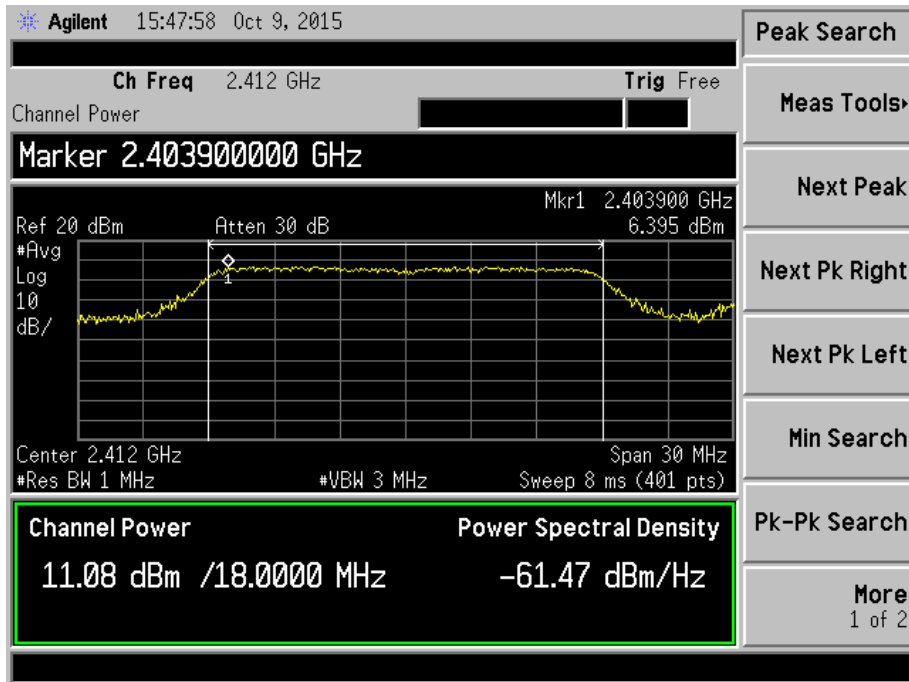 Agilent 15:47:58 Oct 9, 2015
Peak Search
Ch Freq 2.412 GHz Trig Free
Channel Power
Meas Tools
Marker 2.403900000 GHz
Next Peak
Mkr1 2.403900 GHz
Ref 20 dBm Atten 30 dB 6.395 dBm
#Avg
Log
10
dB/
1
Next Pk Right
Next Pk Left
Center 2.412 GHz Span 30 MHz
#Res BW 1 MHz #VBW 3 MHz Sweep 8 ms (401 pts)
Min Search
Channel Power Power Spectral Density
11.08 dBm /18.0000 MHz -61.47 dBm/Hz
Pk-Pk Search
More
1 of 2